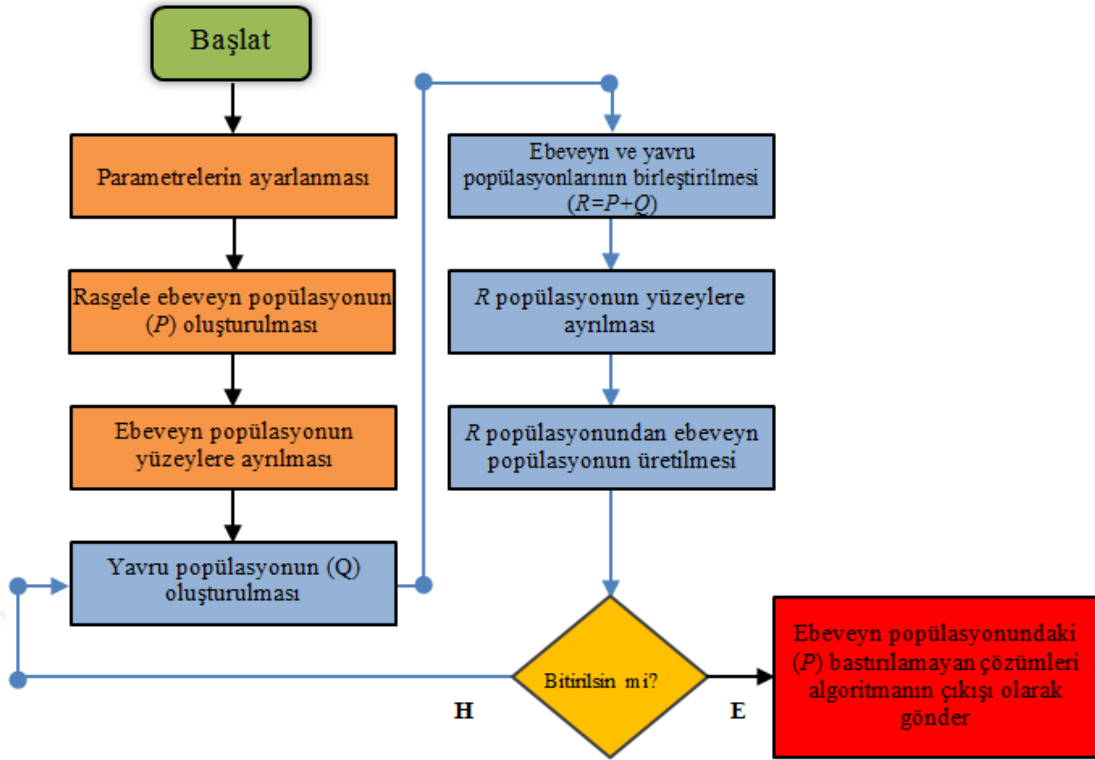 Başlat
Parametrelerin ayarlanması
Rasgele ebeveyn popülasyonun
(P) oluşturulması
Ebeveyn popülasyonun
yüzeylere ayrılması
Yavru popülasyonun (Q)
oluşturulması
Ebeveyn ve yavru
popülasyonlarının birleştirilmesi
(R=P+Q)
R popülasyonun yüzeylere
ayrılması
R popülasyonundan ebeveyn
popülasyonun üretilmesi
Bitirilsin mi?
H
E
Ebeveyn popülasyonundaki
(P) bastırılamayan çözümleri
algoritmanın çıkışı olarak
gönder